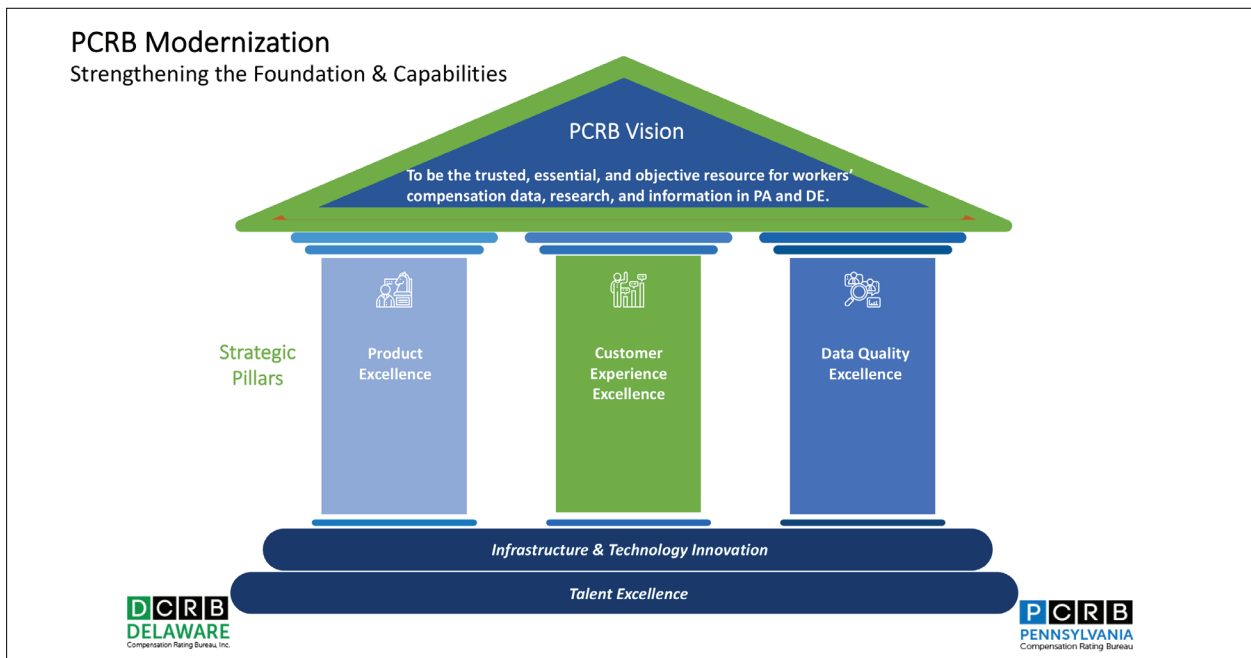 PCRB Modernization
Strengthening the Foundation & Capabilities
PCRB Vision
To be the trusted, essential, and objective resource for workers'
compensation data, research, and information in PA and DE.
Strategic
Pillars
Product
Excellence
Customer
Experience
Excellence
Data Quality
Excellence
Infrastructure & Technology Innovation
Talent Excellence
DCRB
DELAWARE
Compensation Rating Bureau, Inc.
PCRB
PENNSYLVANIA
Compensation Rating Bureau